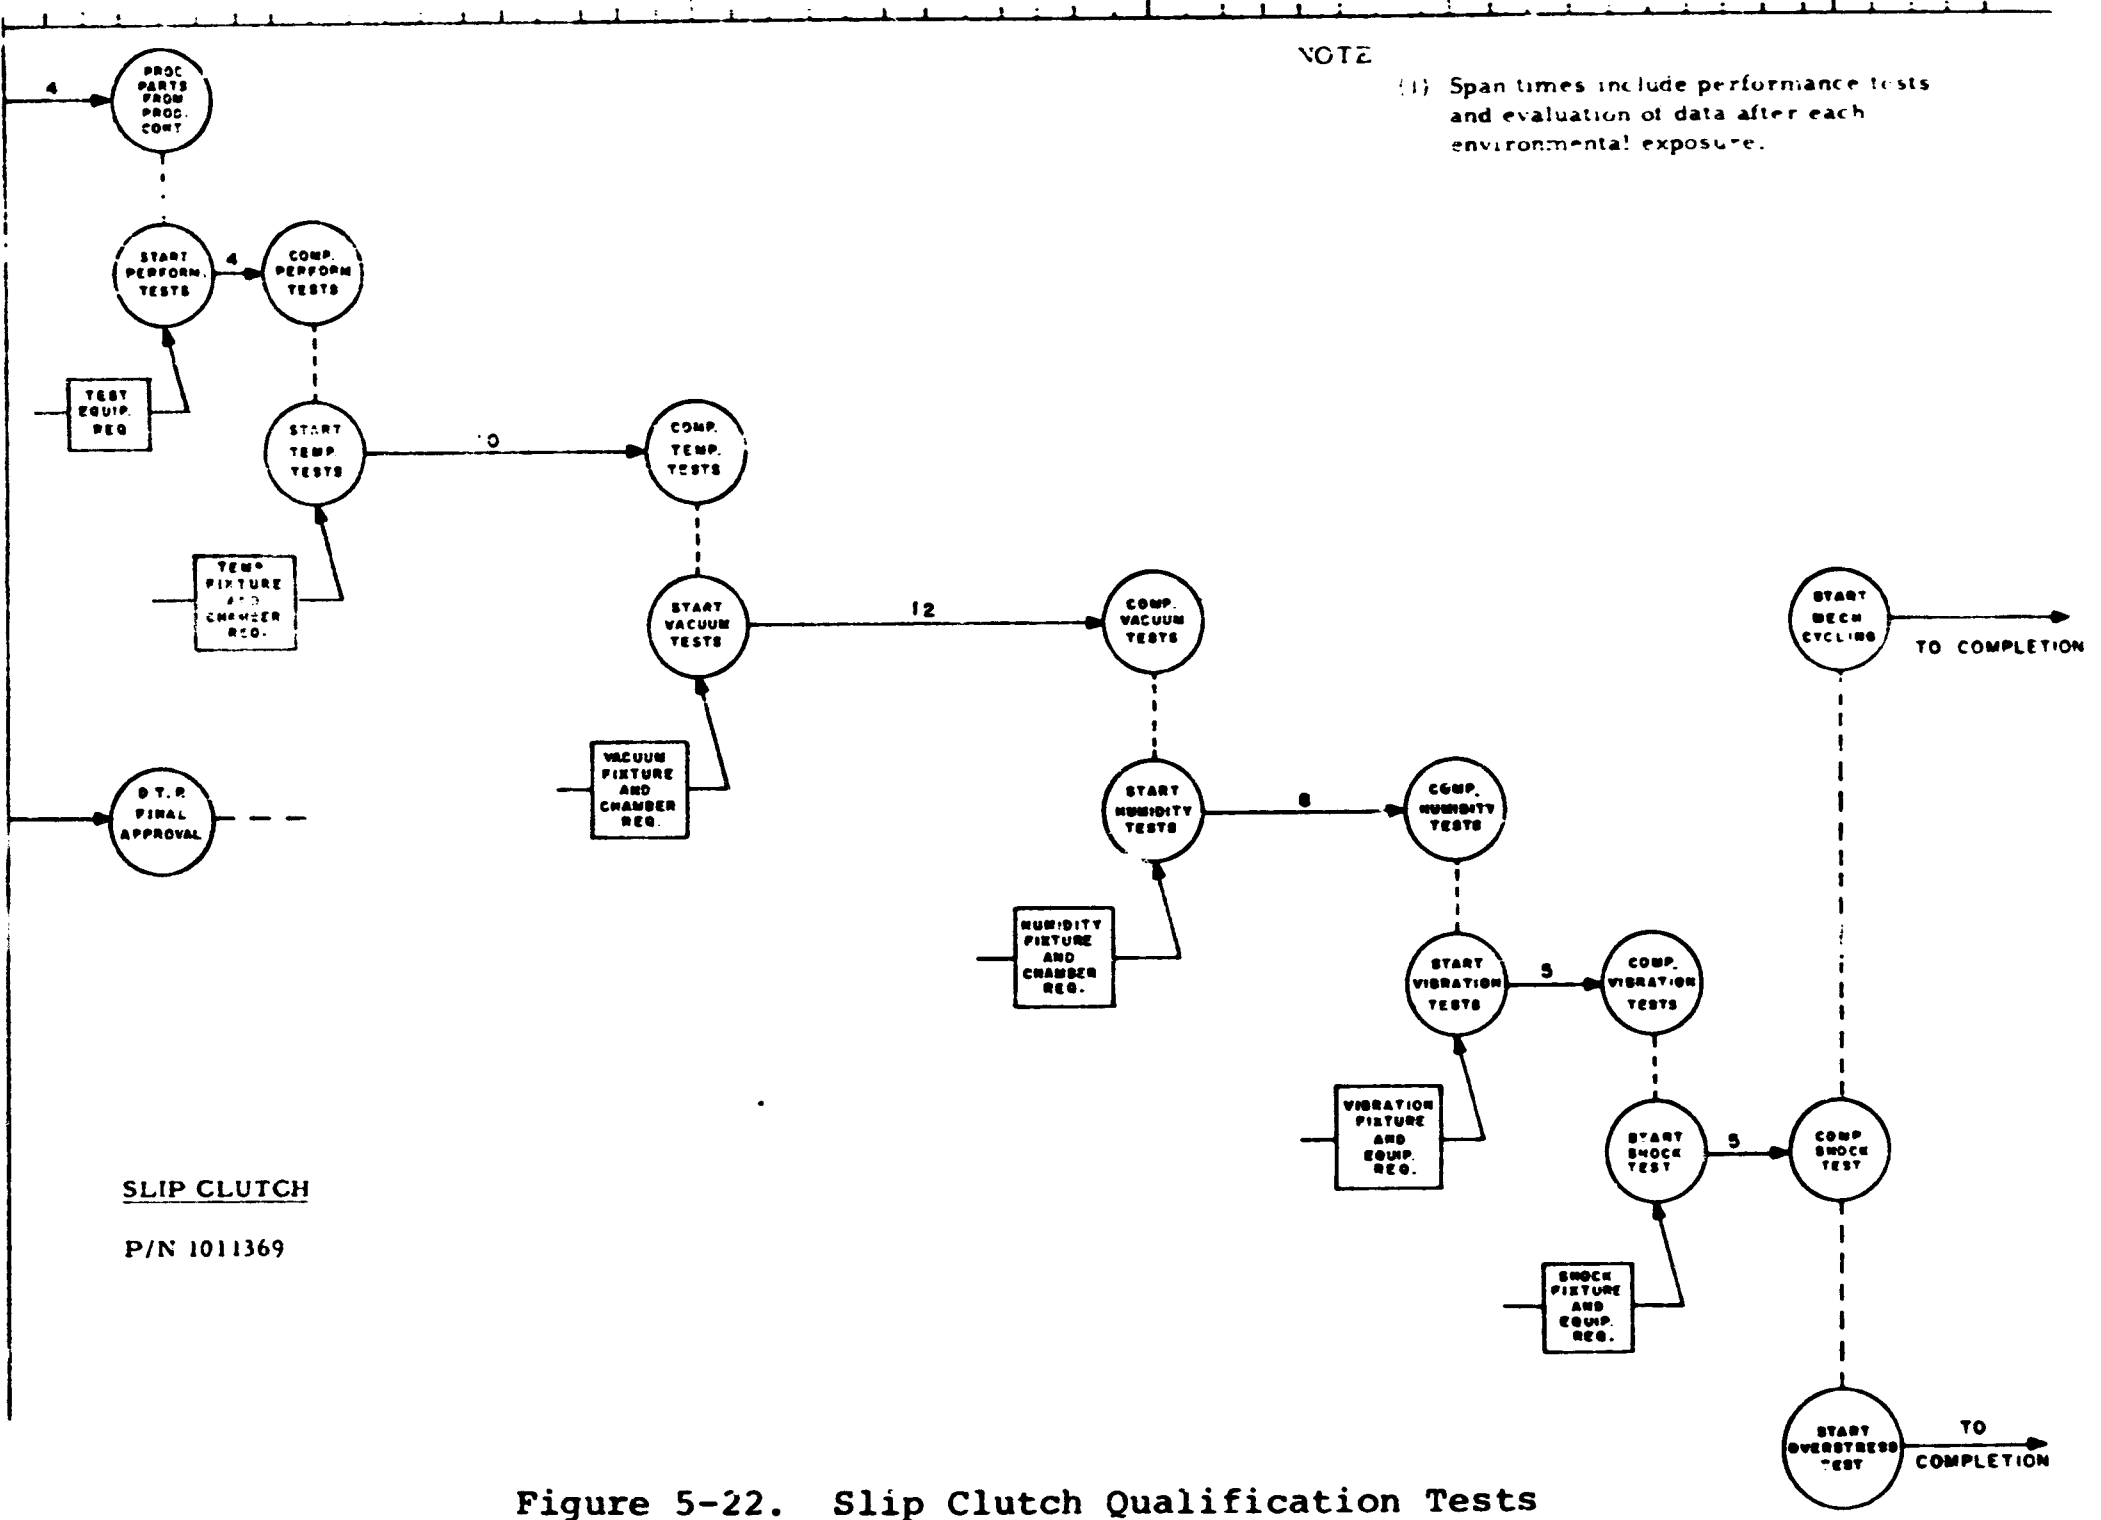 NOTE
(1) Span times include performance tests
and evaluation of data after each
environmental exposure.
4
PROC
PARTS
FROM
PROD.
CONT.
START
PERFORM.
TESTS
4
COMP.
PERFORM
TESTS
TEST
EQUIP.
REQ
START
TEMP.
TESTS
10
COMP.
TEMP.
TESTS
TEMP
FIXTURE
AND
CHAMBER
REQ.
START
VACUUM
TESTS
12
COMP.
VACUUM
TESTS
START
MECH
CYCLING
TO COMPLETION
VACUUM
FIXTURE
AND
CHAMBER
REQ.
D.T.P.
FINAL
APPROVAL
START
HUMIDITY
TESTS
8
COMP.
HUMIDITY
TESTS
HUMIDITY
FIXTURE
AND
CHAMBER
REQ.
START
VIBRATION
TESTS
5
COMP.
VIBRATION
TESTS
VIBRATION
FIXTURE
AND
EQUIP.
REQ.
START
SHOCK
TEST
5
COMP
SHOCK
TEST
SHOCK
FIXTURE
AND
EQUIP.
REQ.
SLIP CLUTCH
P/N 1011369
START
OVERSTRESS
TEST
TO
COMPLETION
Figure 5-22. Slip Clutch Qualification Tests